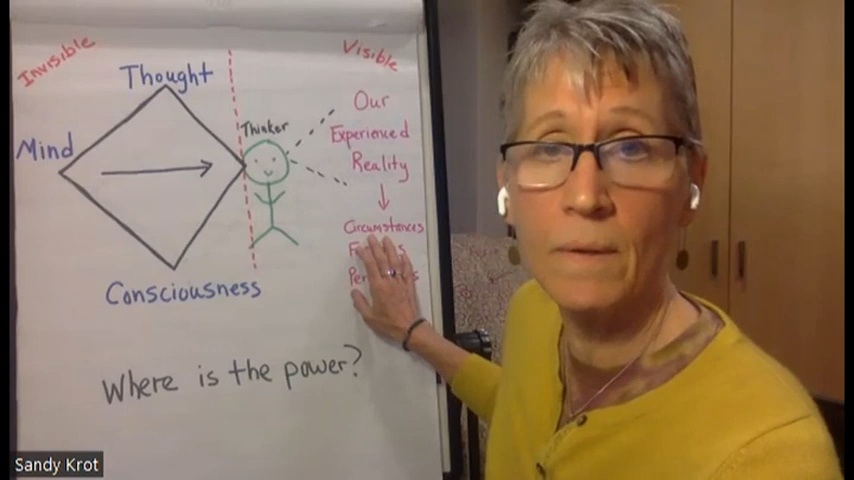 Invisible
Visible
Thought
Mind
Thinker
Our
Experienced
Reality
Circumstances
Consciousness
Where is the power?
Sandy Krot